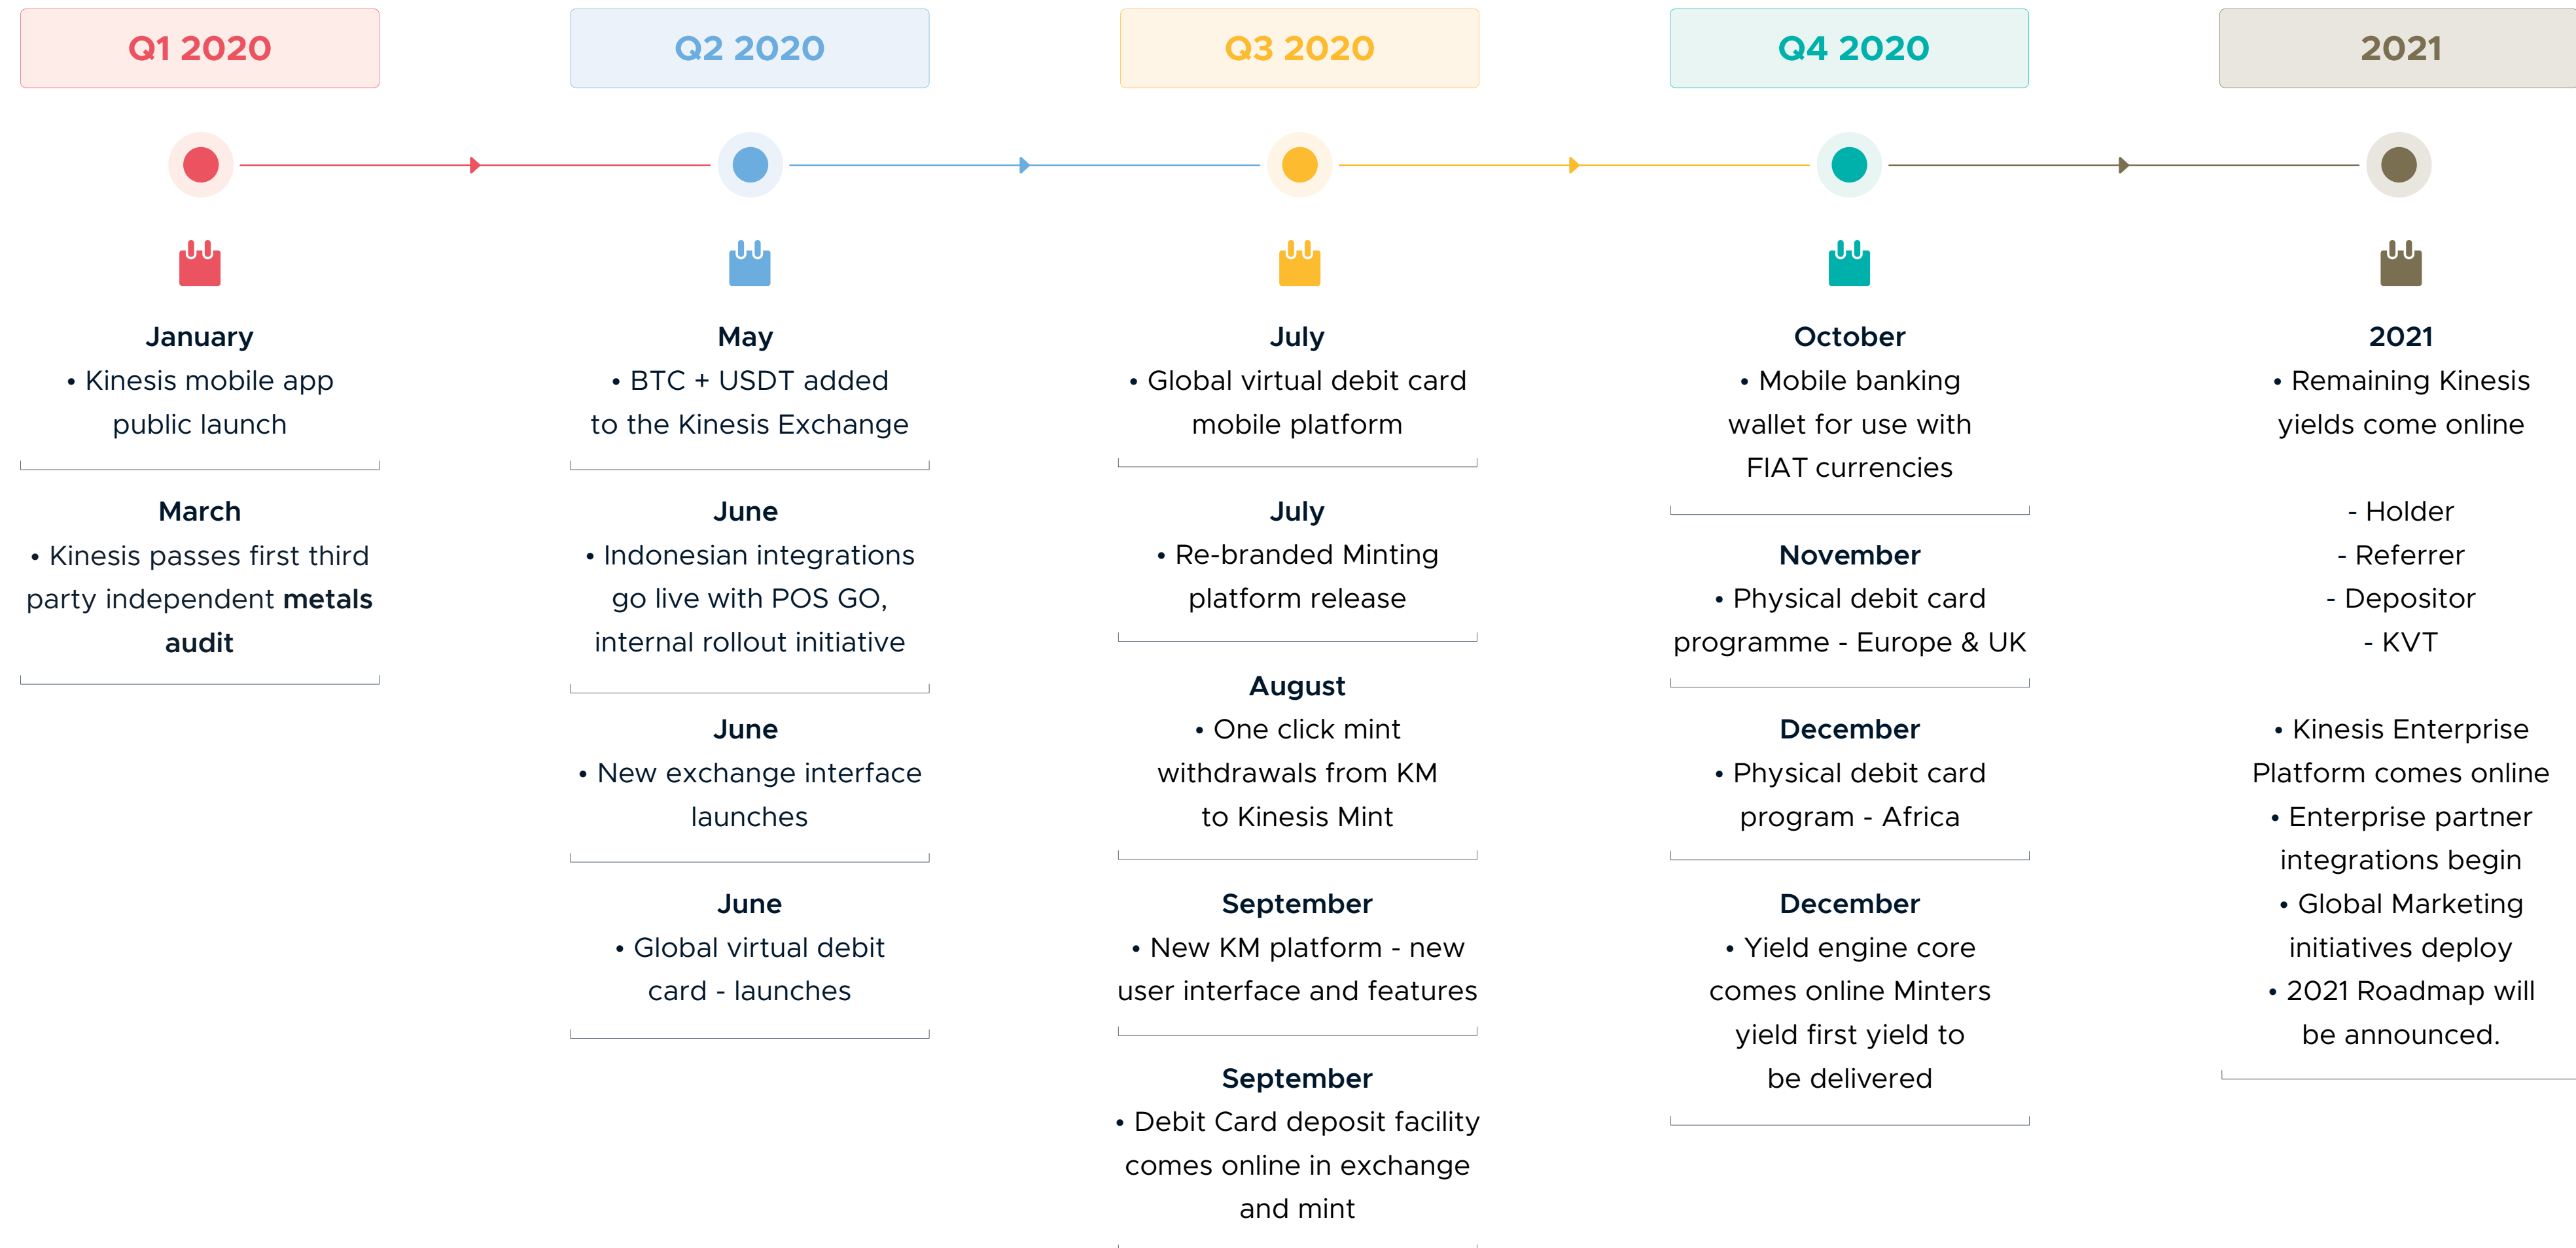 Q1 2020
Q2 2020
Q3 2020
Q4 2020
2021
January
• Kinesis mobile app
public launch
March
• Kinesis passes first third
party independent metals
audit
May
• BTC + USDT added
to the Kinesis Exchange
June
• Indonesian integrations
go live with POS GO,
internal rollout initiative
June
• New exchange interface
launches
June
• Global virtual debit
card - launches
July
• Global virtual debit card
mobile platform
July
• Re-branded Minting
platform release
August
• One click mint
withdrawals from KM
to Kinesis Mint
September
• New KM platform - new
user interface and features
September
• Debit Card deposit facility
comes online in exchange
and mint
October
• Mobile banking
wallet for use with
FIAT currencies
November
• Physical debit card
programme - Europe & UK
December
• Physical debit card
program - Africa
December
• Yield engine core
comes online Minters
yield first yield to
be delivered
2021
• Remaining Kinesis
yields come online
- Holder
- Referrer
- Depositor
- KVT
• Kinesis Enterprise
Platform comes online
• Enterprise partner
integrations begin
• Global Marketing
initiatives deploy
• 2021 Roadmap will
be announced.